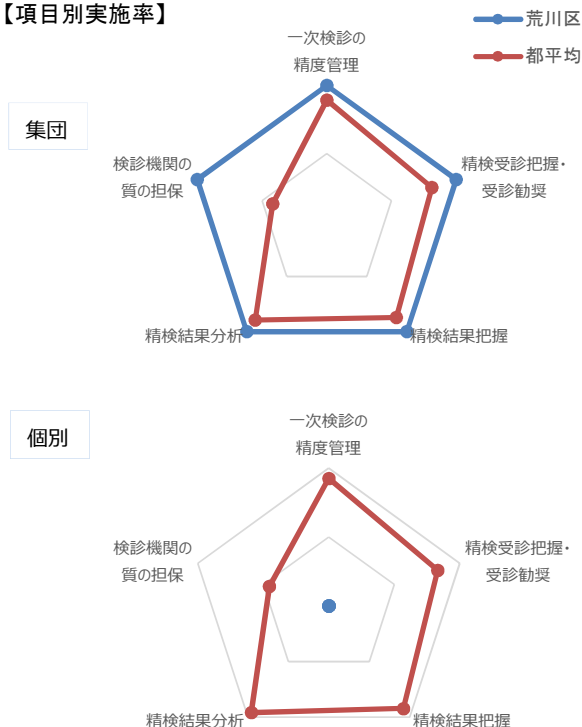 【項目別実施率】
荒川区
都平均
集団
一次検診の
精度管理
精検受診把握・
受診勧奨
精検結果把握
精検結果分析
検診機関の
質の担保
個別
一次検診の
精度管理
精検受診把握・
受診勧奨
精検結果把握
精検結果分析
検診機関の
質の担保